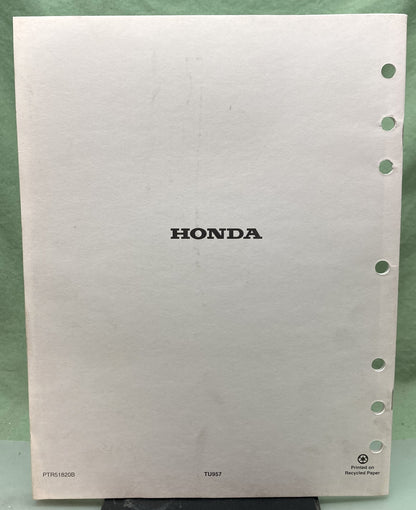 HONDA
PTR51820B
TU957
Printed on
Recycled Paper